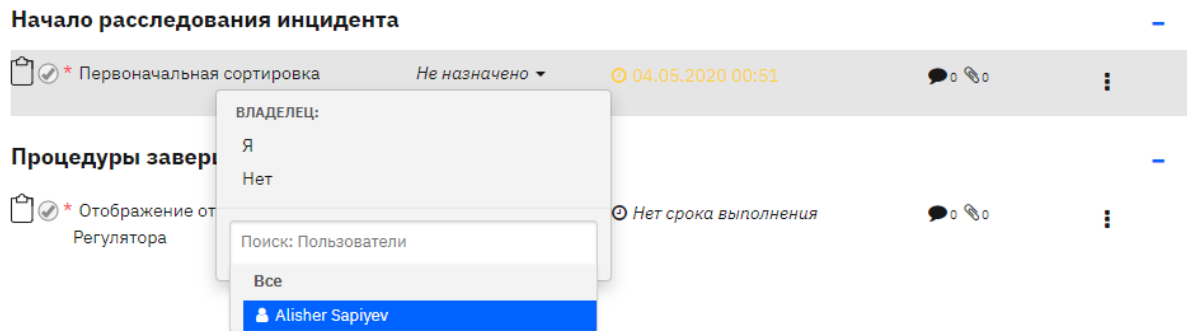 Начало расследования инцидента
* Первоначальная сортировка Не назначено 04.05.2020 00:51 0 0
ВЛАДЕЛЕЦ:
Я
Нет
Процедуры
* Отображение от Нет срока выполнения 0 0
Регулятора
Поиск: Пользователи
Все
Alisher Sapiyev